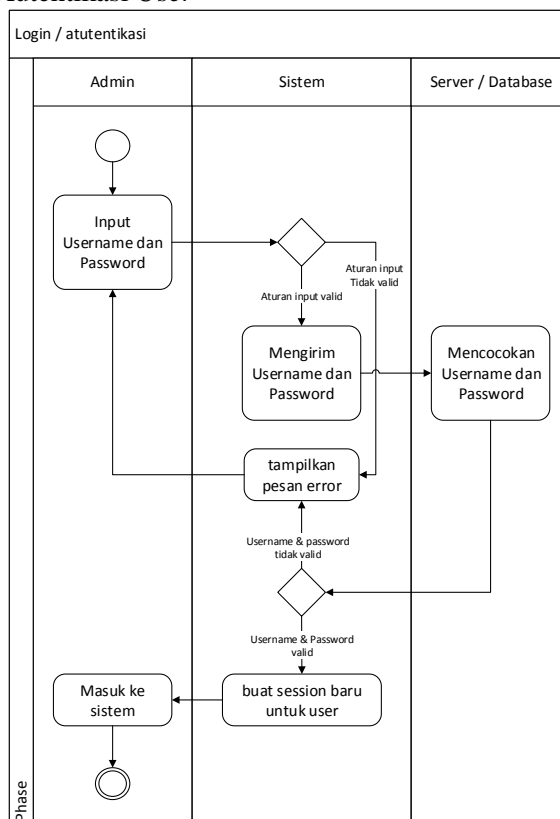 Login / atutentikasi
Admin
Sistem
Server / Database
Input
Username dan
Password
Aturan input
Tidak valid
Aturan input valid
Mengirim
Username dan
Password
Mencocokan
Username dan
Password
tampilkan
pesan error
Username & password
tidak valid
Username & Password
valid
Masuk ke
sistem
buat session baru
untuk user
Phase